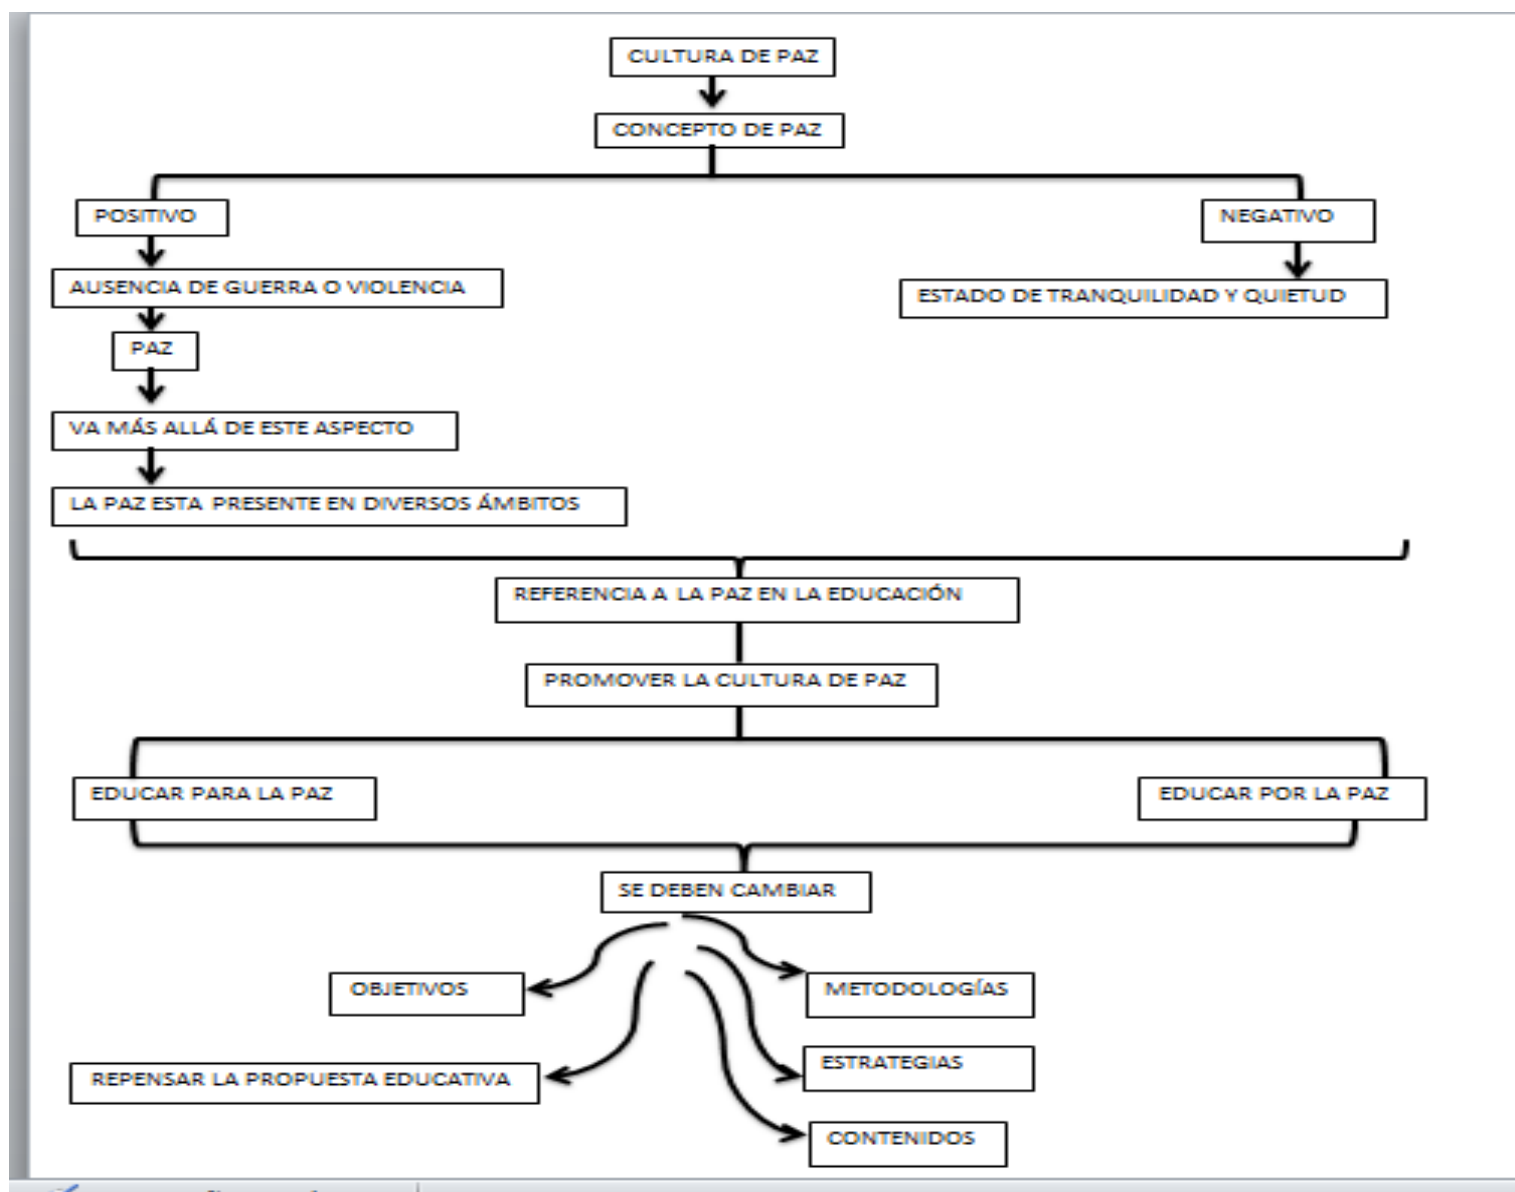 CULTURA DE PAZ
CONCEPTO DE PAZ
POSITIVO
NEGATIVO
AUSENCIA DE GUERRA O VIOLENCIA
ESTADO DE TRANQUILIDAD Y QUIETUD
PAZ
VA MÁS ALLÁ DE ESTE ASPECTO
LA PAZ ESTA PRESENTE EN DIVERSOS ÁMBITOS
REFERENCIA A LA PAZ EN LA EDUCACIÓN
PROMOVER LA CULTURA DE PAZ
EDUCAR PARA LA PAZ
EDUCAR POR LA PAZ
SE DEBEN CAMBIAR
OBJETIVOS
METODOLOGÍAS
REPENSAR LA PROPUESTA EDUCATIVA
ESTRATEGIAS
CONTENIDOS